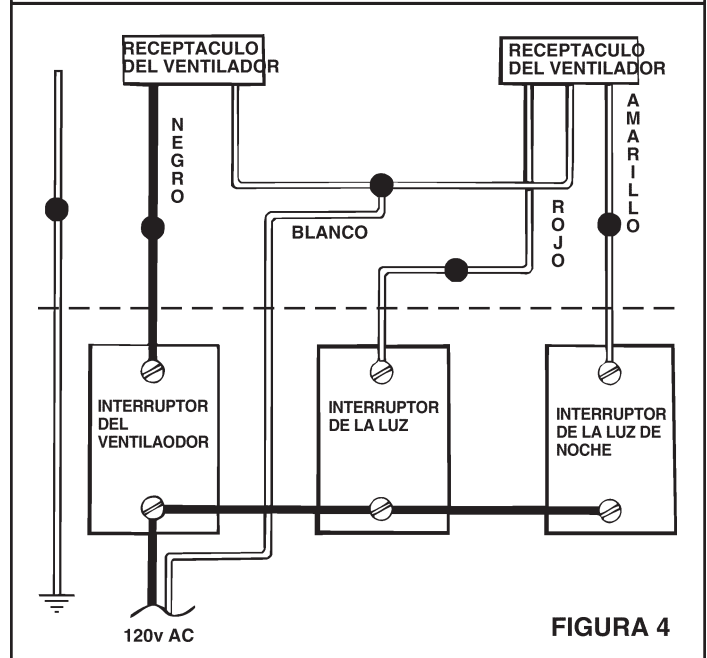 RECEPTACULO
DEL VENTILADOR
RECEPTACULO
DEL VENTILADOR
NEGRO
AMARILLO
BLANCO
ROJO
INTERRUPTOR
DEL
VENTILAODOR
INTERRUPTOR
DE LA LUZ
INTERRUPTOR
DE LA LUZ DE
NOCHE
120v AC
FIGURA 4